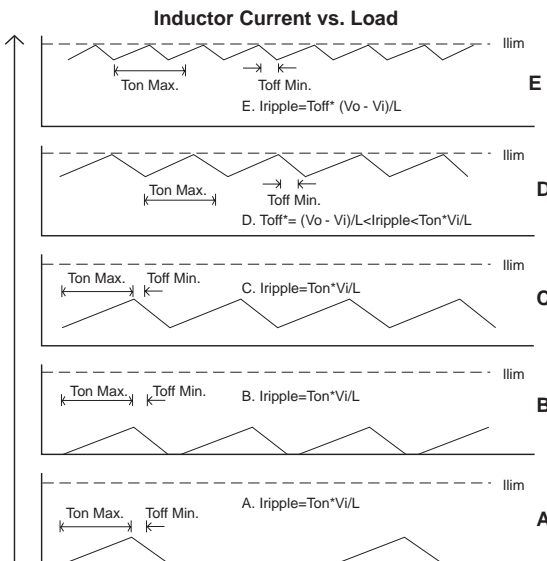 Inductor Current vs. Load
Ilim
Ton Max. Toff Min.
E
E. Iripple=Toff* (Vo - Vi)/L
Ilim
Ton Max.
Toff Min.
D
D. Toff*= (Vo - Vi)/L<Iripple<Ton*Vi/L
Ilim
Ton Max. Toff Min.
C. Iripple=Ton*Vi/L
C
Ilim
Ton Max. Toff Min.
B. Iripple=Ton*Vi/L
B
Ilim
A. Iripple=Ton*Vi/L
Ton Max. Toff Min.
A